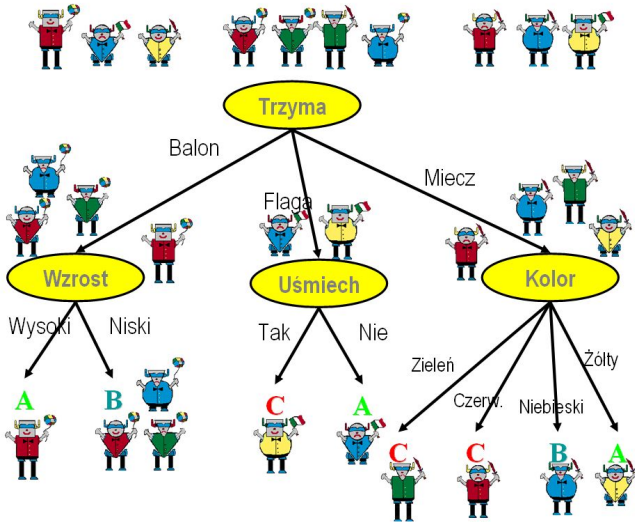 Trzyma
Balon
Flaga
Miecz
Wzrost
Uśmiech
Kolor
Wysoki
Niski
Tak
Nie
Zieleń
Czerw.
Niebieski
Żółty
A
B
C
A
C
C
B
A